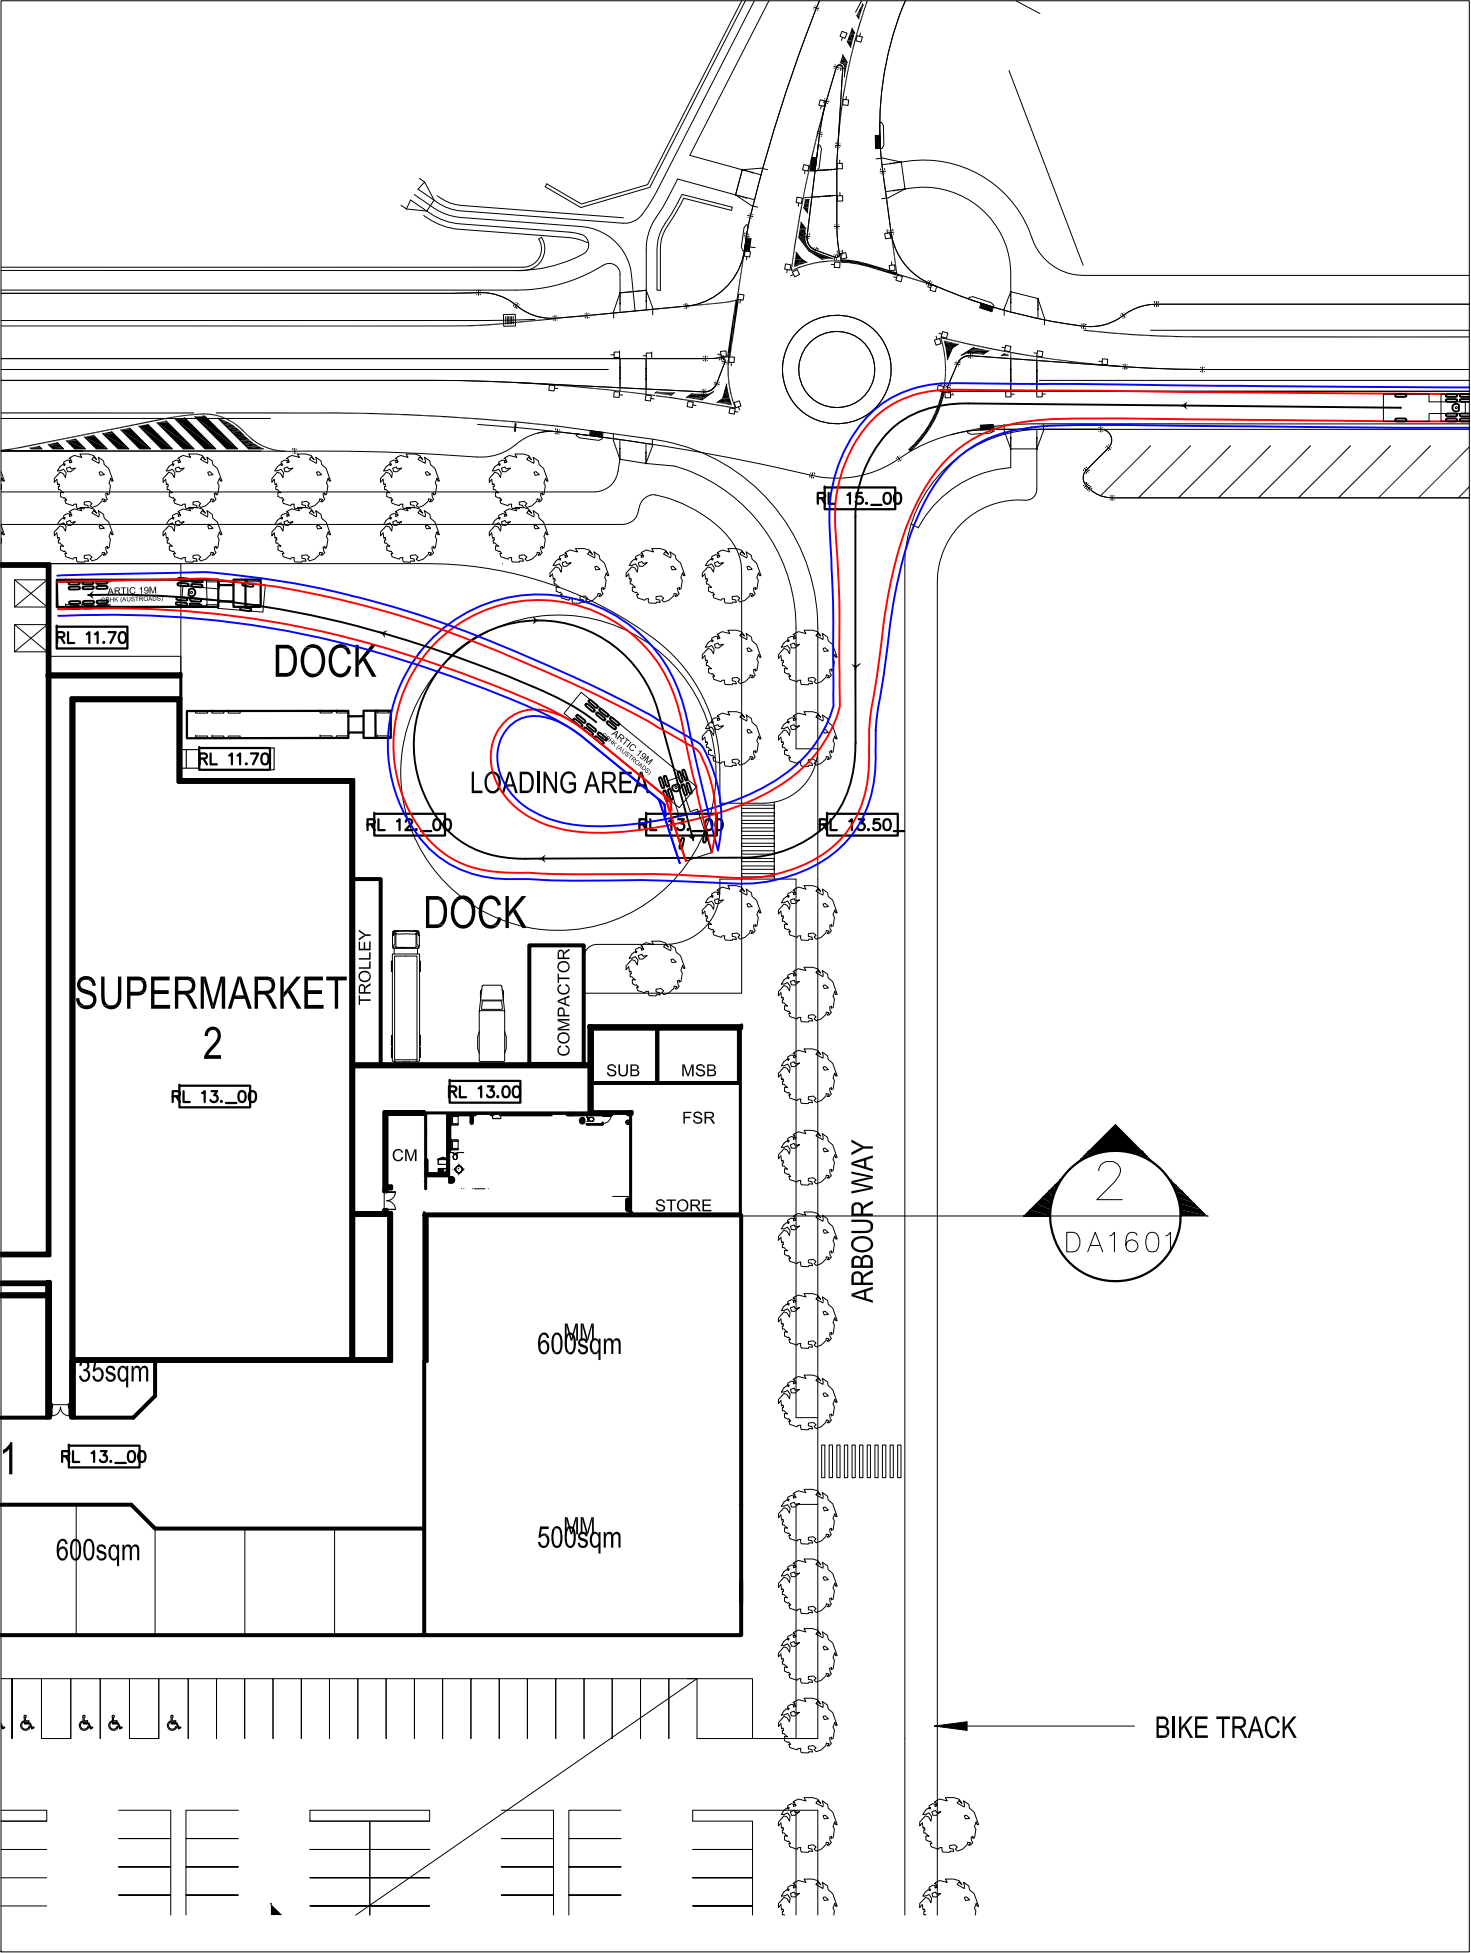 RL 15._00
ARTIC 19M
RL 11.70
DOCK
RL 11.70
ARTIC 19M
LOADING AREA
RL 12._00
RL 13._00
RL 13.50_
DOCK
TROLLEY
COMPACTOR
SUPERMARKET
2
RL 13._00
SUB
MSB
RL 13.00
FSR
CM
STORE
ARBOUR WAY
2
DA1601
MM
600sqm
35sqm
1
RL 13._00
MM
500sqm
600sqm
BIKE TRACK